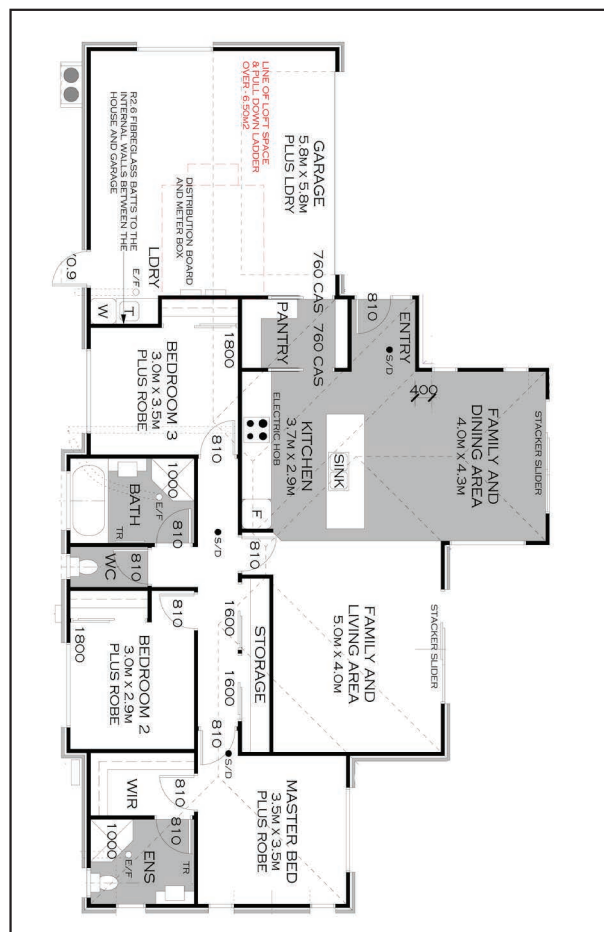 LINE OF LOFT SPACE
& PULL DOWN LADDER
OVER - 6.50M2
GARAGE
5.8M X 5.8M
PLUS LDRY
R2.6 FIBREGLASS BATTS TO THE
INTERNAL WALLS BETWEEN THE
HOUSE AND GARAGE
DISTRIBUTION BOARD
AND METER BOX
LDRY
E/F
T
W
760 CAS
760 CAS
PANTRY
810
ENTRY
S/D
400
FAMILY AND
DINING AREA
4.0M X 4.3M
STACKER SLIDER
1800
BEDROOM 3
3.0M X 3.5M
PLUS ROBE
810
KITCHEN
3.7M X 2.9M
ELECTRIC HOB
SINK
F
1000
E/F
BATH
TR
810
S/D
810
WC
810
810
1800
BEDROOM 2
3.0M X 2.9M
PLUS ROBE
1600
1600
STORAGE
FAMILY AND
LIVING AREA
5.0M X 4.0M
STACKER SLIDER
810
S/D
WIR
810
MASTER BED
3.5M X 3.5M
PLUS ROBE
810
1000
E/F
ENS
TR